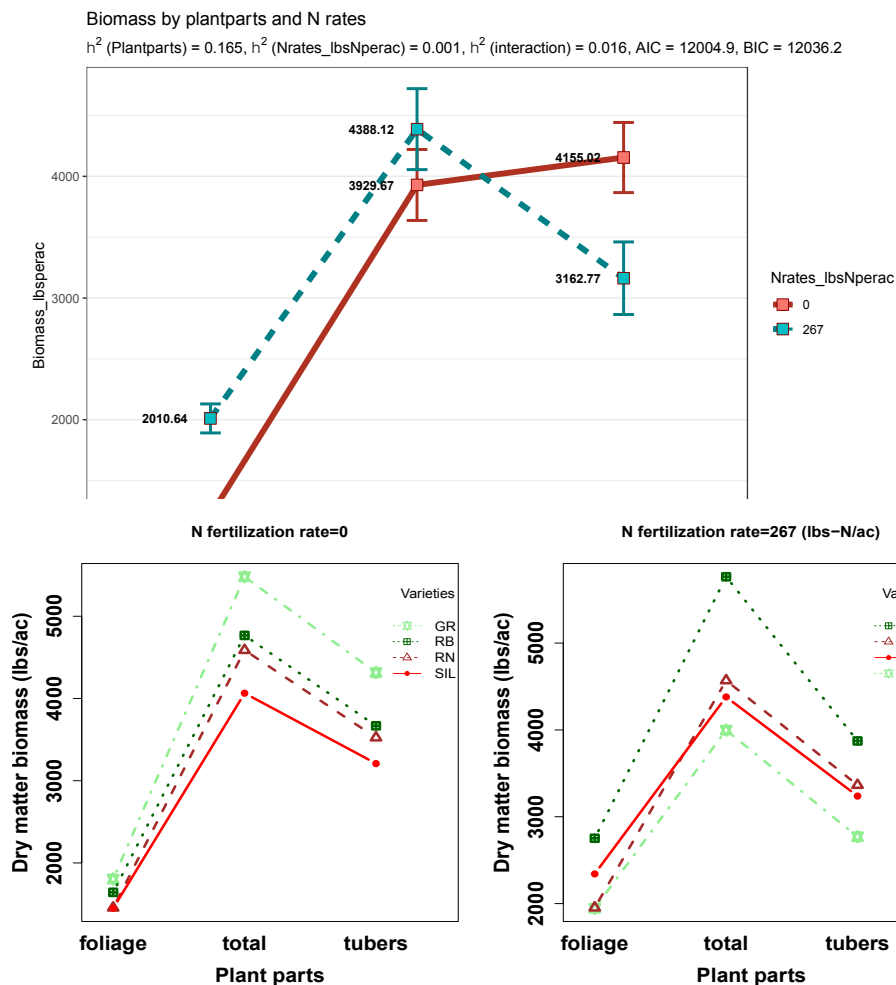 Biomass by plantparts and N rates
h² (Plantparts) = 0.165, h² (Nrates_lbsNperac) = 0.001, h² (interaction) = 0.016, AIC = 12004.9, BIC = 12036.2
Biomass_lbsperac
4000
3000
2000
4388.12
3929.67
4155.02
3162.77
2010.64
Nrates_lbsNperac
0
267
N fertilization rate=0
Dry matter biomass (lbs/ac)
5000
4000
3000
2000
Varieties
GR
RB
RN
SIL
foliage total tubers
Plant parts
N fertilization rate=267 (lbs−N/ac)
Dry matter biomass (lbs/ac)
5000
4000
3000
2000
Va
foliage total tubers
Plant parts